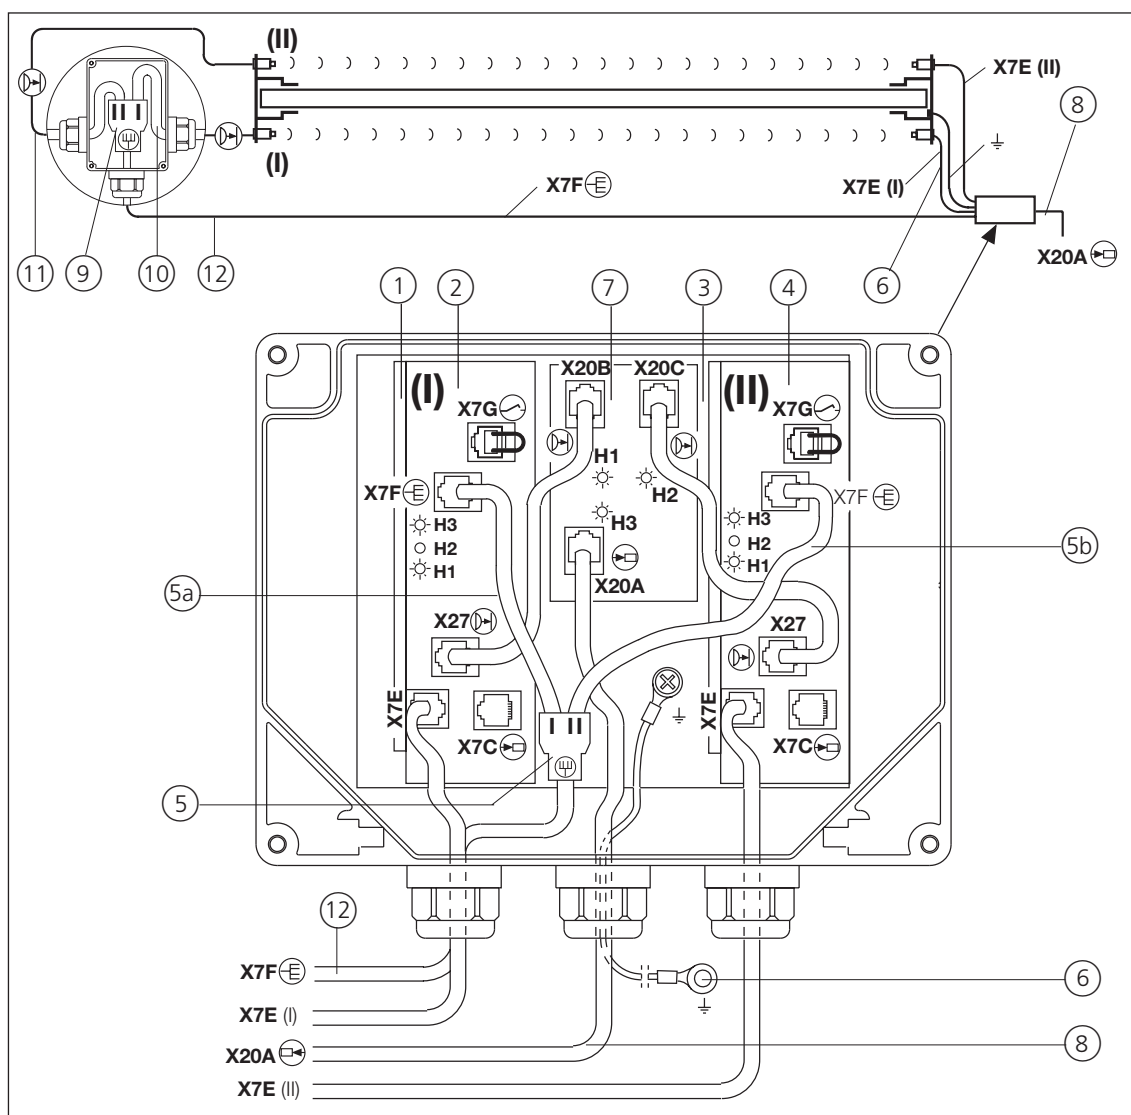 (II)
X7E (II)
8
(I)
X7E (I)
X7F
X20A
11
9
10
12
6
1
2
7
3
4
(I)
X20B
X20C
(II)
X7G
X7G
H1
X7F
H2
X7F
H3
H3
H3
H2
H2
5b
H1
X20A
H1
5a
X27
X27
X7E
X7E
I II
X7C
X7C
5
12
X7F
6
X7E (I)
X20A
8
X7E (II)